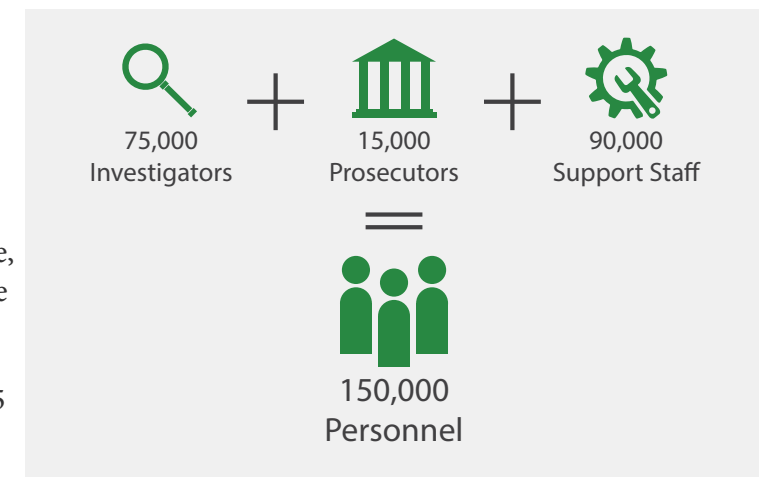 75,000
Investigators
15,000
Prosecutors
90,000
Support Staff
150,000
Personnel